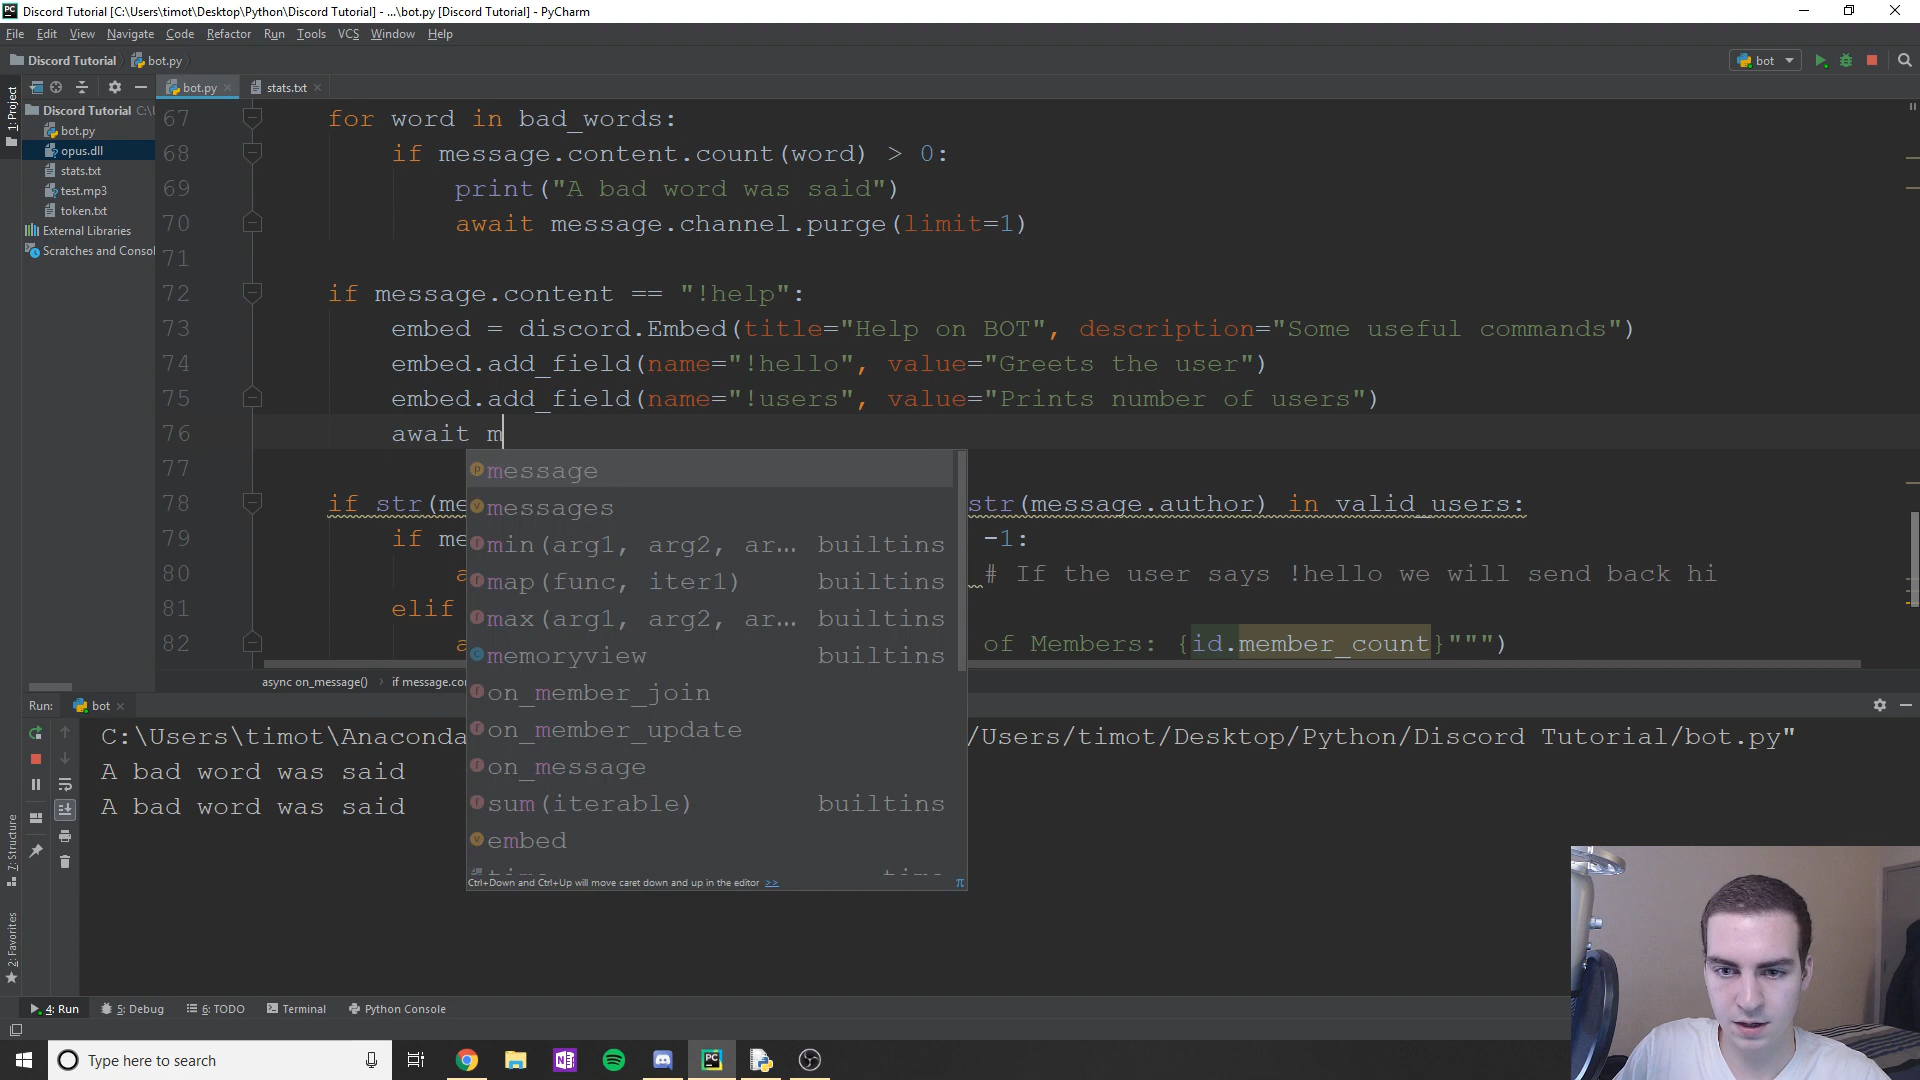 Discord Tutorial [C:\Users\timot\Desktop\Python\Discord Tutorial] - ...\bot.py [Discord Tutorial] - PyCharm
File Edit View Navigate Code Refactor Run Tools VCS Window Help
Discord Tutorial bot.py bot
bot.py stats.txt
1: Project
Discord Tutorial C:\
bot.py
opus.dll
stats.txt
test.mp3
token.txt
External Libraries
Scratches and Consol
67 for word in bad_words:
68 if message.content.count(word) > 0:
69 print("A bad word was said")
70 await message.channel.purge(limit=1)
71
72 if message.content == "!help":
73 embed = discord.Embed(title="Help on BOT", description="Some useful commands")
74 embed.add_field(name="!hello", value="Greets the user")
75 embed.add_field(name="!users", value="Prints number of users")
76 await m
77
78 if str(me str(message.author) in valid_users:
79 if me -1:
80 a # If the user says !hello we will send back hi
81 elif
82 a of Members: {id.member_count}""")
message
messages
min(arg1, arg2, ar... builtins
map(func, iter1) builtins
max(arg1, arg2, ar... builtins
memoryview builtins
on_member_join
on_member_update
on_message
sum(iterable) builtins
embed
time time
Ctrl+Down and Ctrl+Up will move caret down and up in the editor >> π
async on_message() if message.co
Run: bot
C:\Users\timot\Anaconda /Users/timot/Desktop/Python/Discord Tutorial/bot.py"
A bad word was said
A bad word was said
7: Structure
2: Favorites
4: Run 5: Debug 6: TODO Terminal Python Console
Type here to search